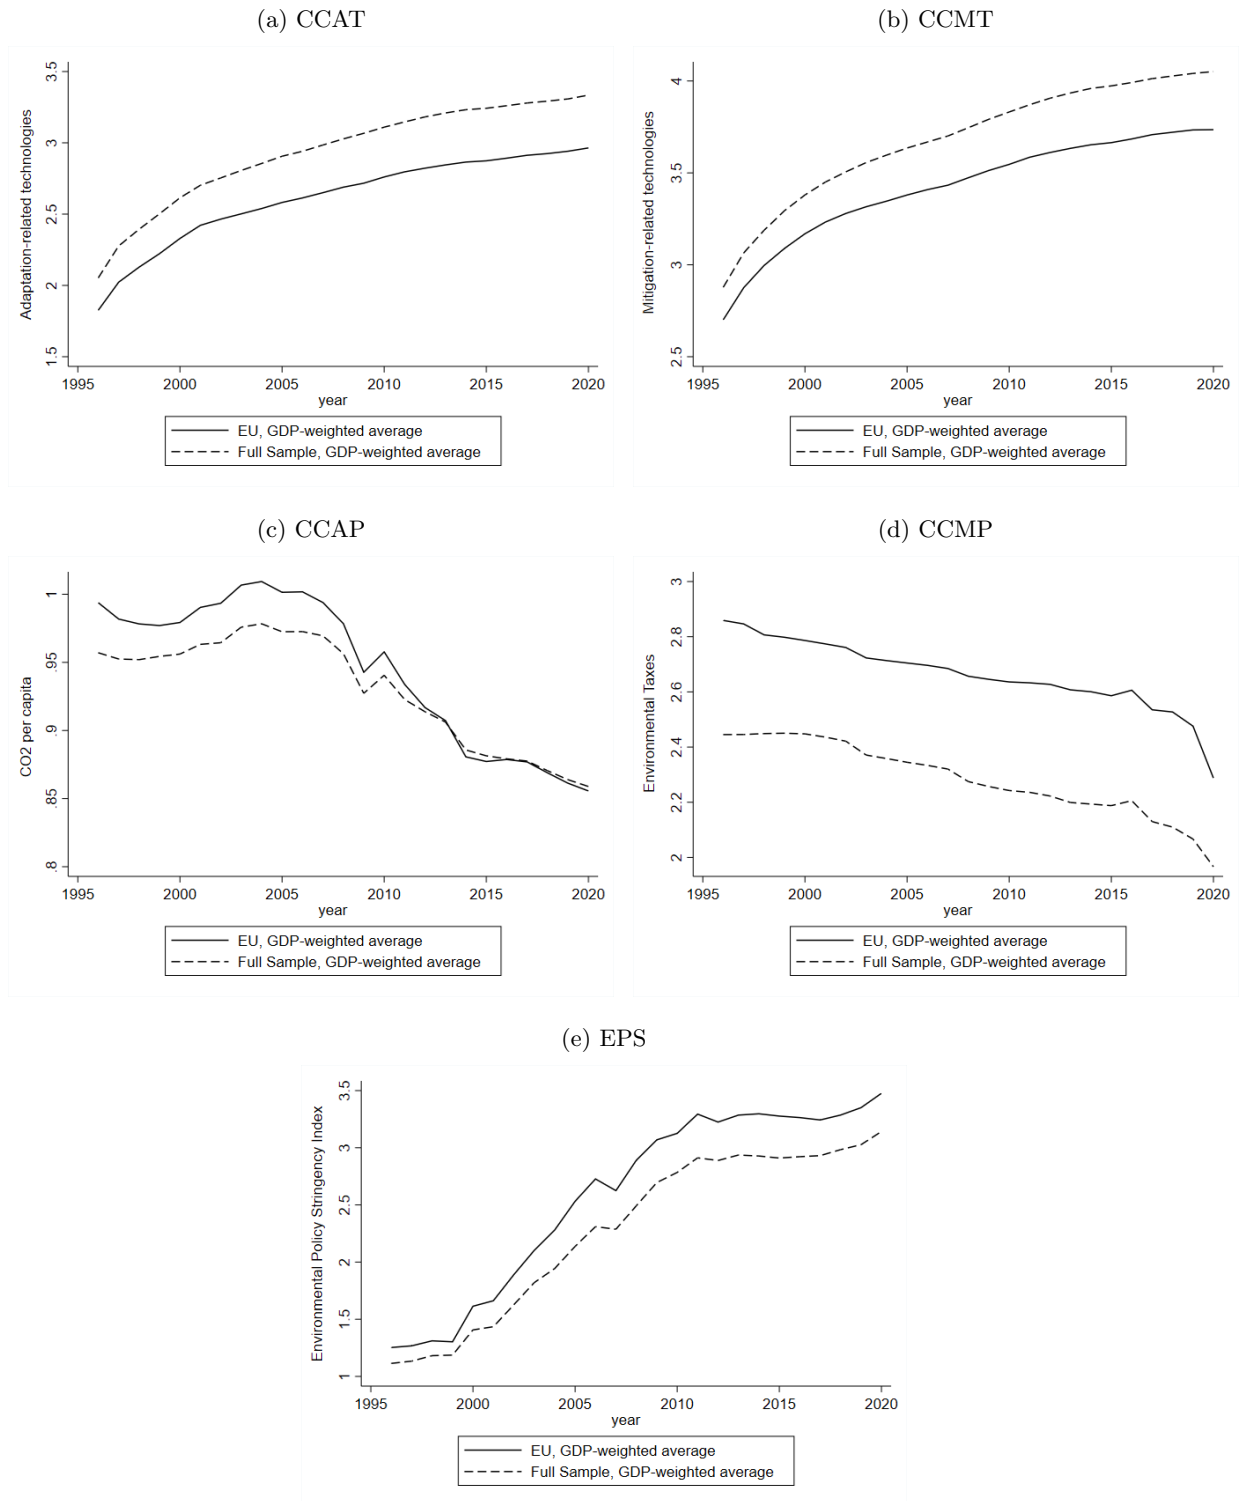 (a) CCAT
Adaptation-related technologies
3.5
3
2.5
2
1.5
1995 2000 2005 2010 2015 2020
year
EU, GDP-weighted average
Full Sample, GDP-weighted average
(b) CCMT
Mitigation-related technologies
4
3.5
3
2.5
1995 2000 2005 2010 2015 2020
year
EU, GDP-weighted average
Full Sample, GDP-weighted average
(c) CCAP
CO2 per capita
1
.95
.9
.85
.8
1995 2000 2005 2010 2015 2020
year
EU, GDP-weighted average
Full Sample, GDP-weighted average
(d) CCMP
Environmental Taxes
3
2.8
2.6
2.4
2.2
2
1995 2000 2005 2010 2015 2020
year
EU, GDP-weighted average
Full Sample, GDP-weighted average
(e) EPS
Environmental Policy Stringency Index
3.5
3
2.5
2
1.5
1
1995 2000 2005 2010 2015 2020
year
EU, GDP-weighted average
Full Sample, GDP-weighted average